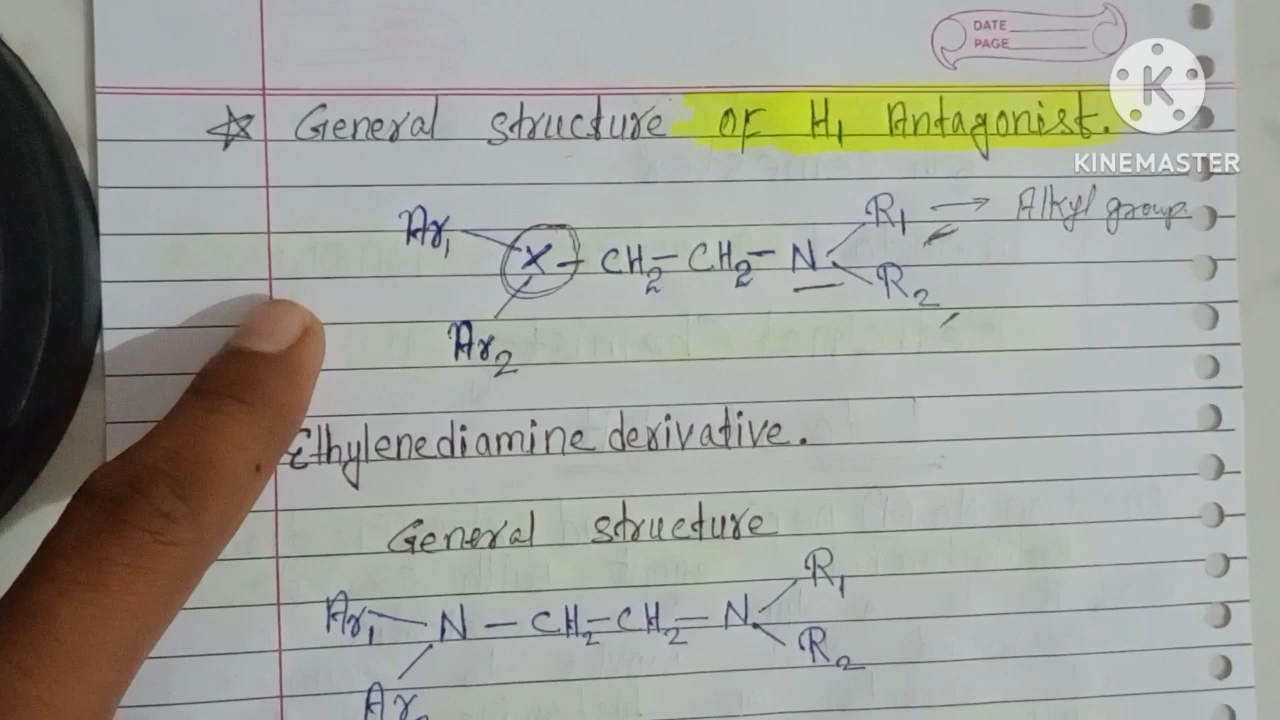 DATE
PAGE
K
KINEMASTER
☆ General structure OF H1 Antagonist.
Ar1 X - CH2 - CH2 - N R1 → Alkyl group
R2
Ar2
Ethylenediamine derivative.
General structure
R1
Ar1 N - CH2 - CH2 - N
R2
Ar2